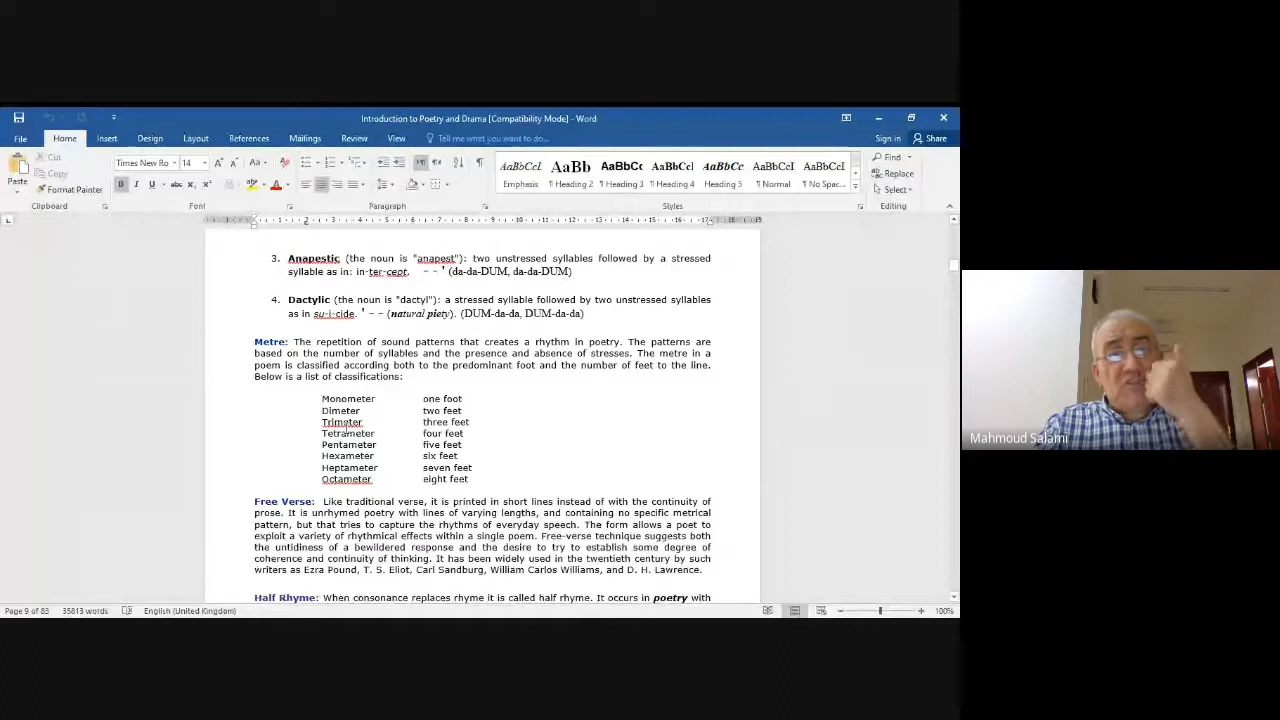 Introduction to Poetry and Drama [Compatibility Mode] - Word
File Home Insert Design Layout References Mailings Review View Tell me what you want to do... Sign in Share
Paste
Cut
Copy
Format Painter
Clipboard
Times New Ro 14
Font
Paragraph
AaBbCcL AaBb AaBbCc AaBbCcl AaBbCc AaBbCcI AaBbCcI
Emphasis ¶ Heading 2 ¶ Heading 3 ¶ Heading 4 Heading 5 ¶ Normal ¶ No Spac...
Styles
Find
Replace
Select
Editing
3. Anapestic (the noun is "anapest"): two unstressed syllables followed by a stressed
syllable as in: in-ter-cept. – – ' (da-da-DUM, da-da-DUM)
4. Dactylic (the noun is "dactyl"): a stressed syllable followed by two unstressed syllables
as in su-i-cide. ' – – (natural piety). (DUM-da-da, DUM-da-da)
Metre: The repetition of sound patterns that creates a rhythm in poetry. The patterns are
based on the number of syllables and the presence and absence of stresses. The metre in a
poem is classified according both to the predominant foot and the number of feet to the line.
Below is a list of classifications:
Monometer one foot
Dimeter two feet
Trimeter three feet
Tetrameter four feet
Pentameter five feet
Hexameter six feet
Heptameter seven feet
Octameter eight feet
Free Verse: Like traditional verse, it is printed in short lines instead of with the continuity of
prose. It is unrhymed poetry with lines of varying lengths, and containing no specific metrical
pattern, but that tries to capture the rhythms of everyday speech. The form allows a poet to
exploit a variety of rhythmical effects within a single poem. Free-verse technique suggests both
the untidiness of a bewildered response and the desire to try to establish some degree of
coherence and continuity of thinking. It has been widely used in the twentieth century by such
writers as Ezra Pound, T. S. Eliot, Carl Sandburg, William Carlos Williams, and D. H. Lawrence.
Half Rhyme: When consonance replaces rhyme it is called half rhyme. It occurs in poetry with
Page 9 of 83 35813 words English (United Kingdom) 100%
Mahmoud Salami